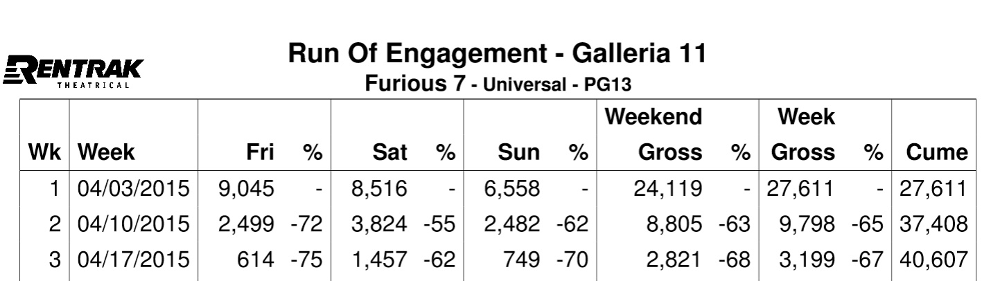 Run Of Engagement - Galleria 11
RENTRAK
THEATRICAL
Furious 7 - Universal - PG13
Weekend Week
Wk Week Fri % Sat % Sun % Gross % Gross % Cume
1 04/03/2015 9,045 - 8,516 - 6,558 - 24,119 - 27,611 - 27,611
2 04/10/2015 2,499 -72 3,824 -55 2,482 -62 8,805 -63 9,798 -65 37,408
3 04/17/2015 614 -75 1,457 -62 749 -70 2,821 -68 3,199 -67 40,607